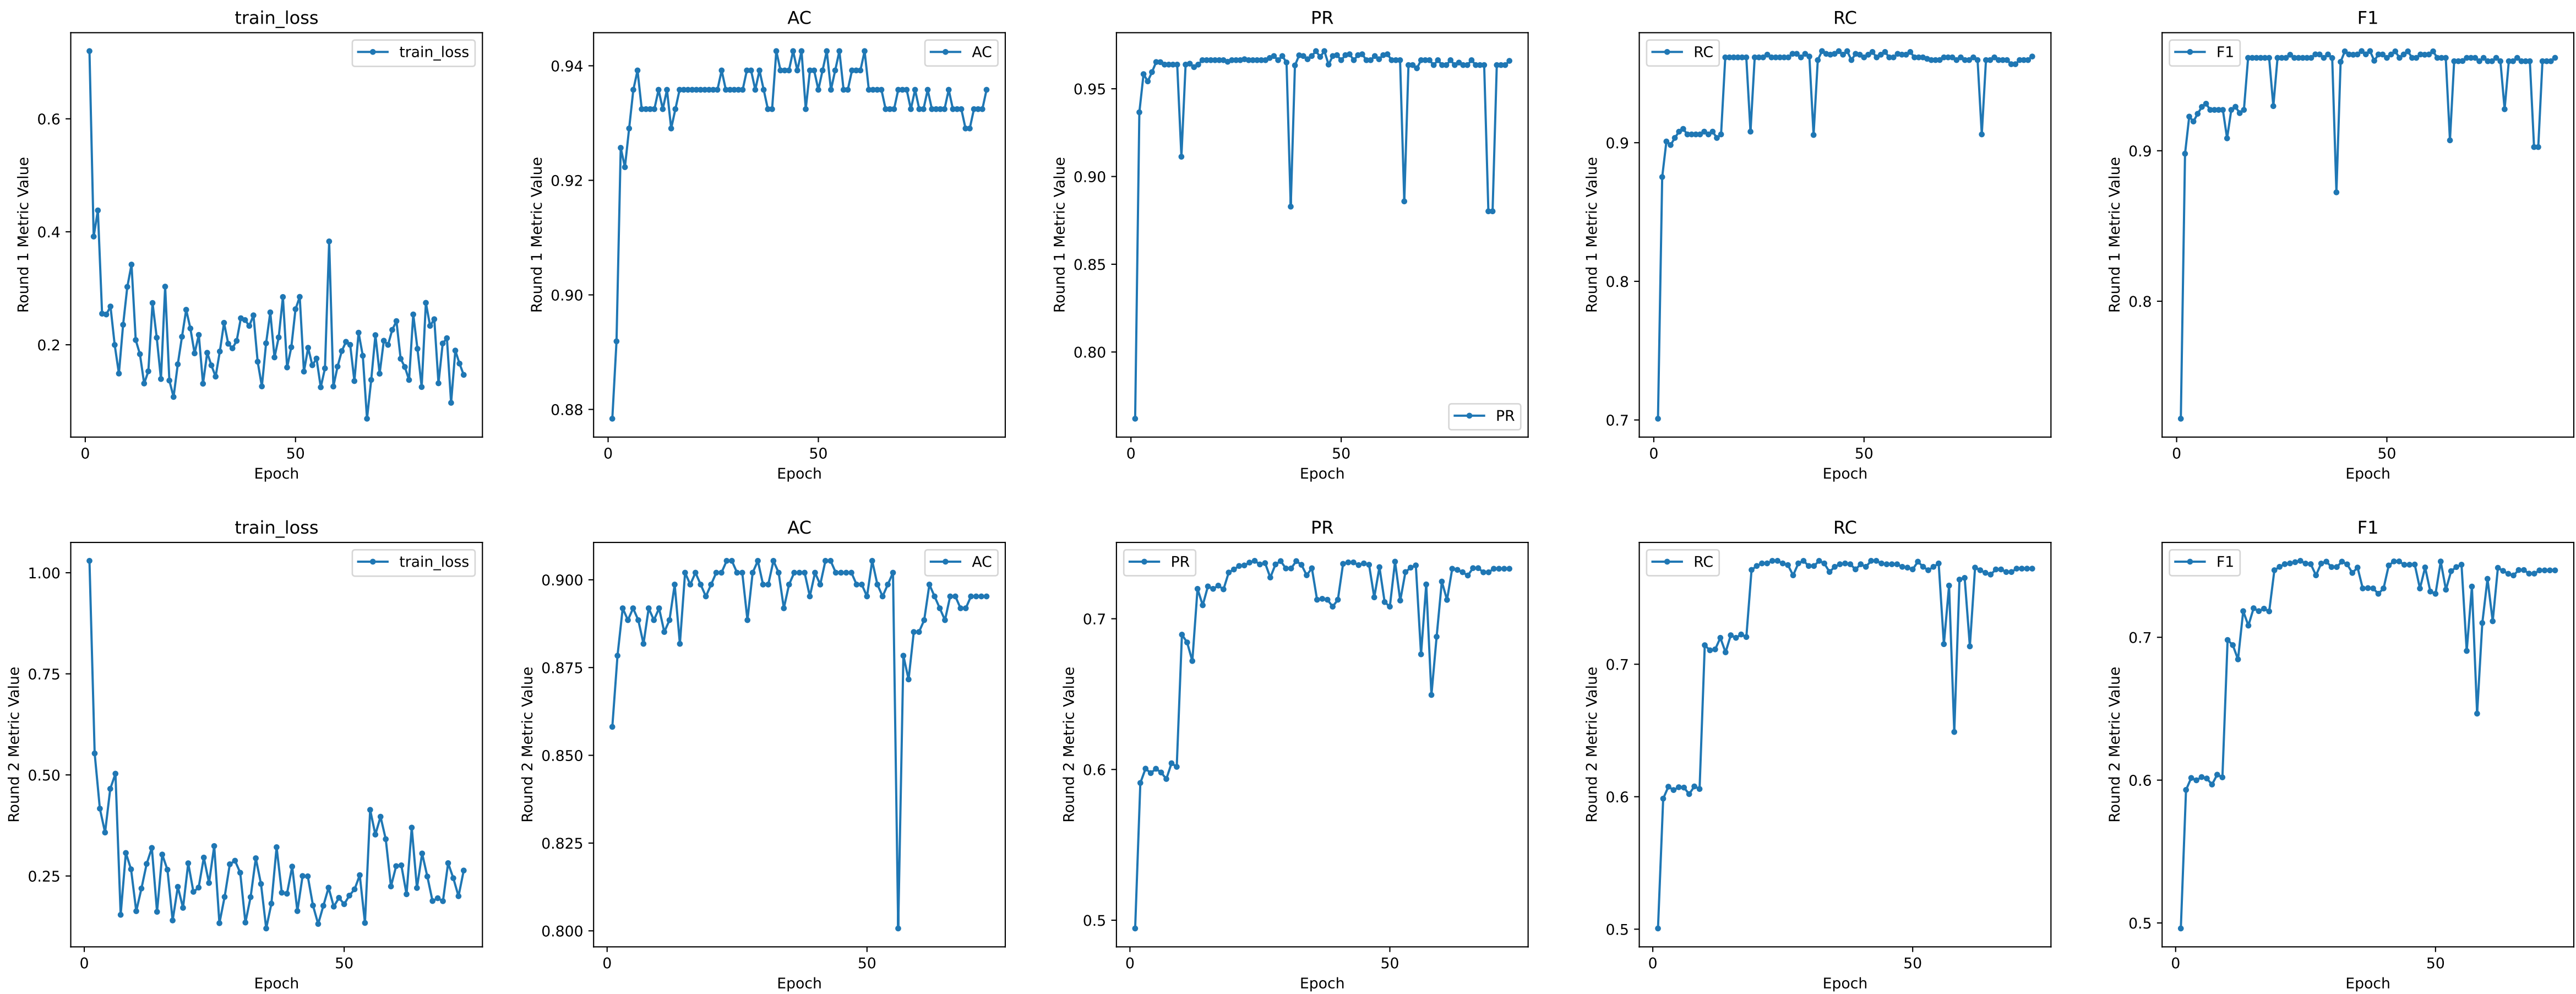 train_loss
train_loss
Round 1 Metric Value
0.6
0.4
0.2
0
50
Epoch
AC
AC
Round 1 Metric Value
0.94
0.92
0.90
0.88
0
50
Epoch
PR
PR
Round 1 Metric Value
0.95
0.90
0.85
0.80
0
50
Epoch
RC
RC
Round 1 Metric Value
0.9
0.8
0.7
0
50
Epoch
F1
F1
Round 1 Metric Value
0.9
0.8
0
50
Epoch
train_loss
train_loss
Round 2 Metric Value
1.00
0.75
0.50
0.25
0
50
Epoch
AC
AC
Round 2 Metric Value
0.900
0.875
0.850
0.825
0.800
0
50
Epoch
PR
PR
Round 2 Metric Value
0.7
0.6
0.5
0
50
Epoch
RC
RC
Round 2 Metric Value
0.7
0.6
0.5
0
50
Epoch
F1
F1
Round 2 Metric Value
0.7
0.6
0.5
0
50
Epoch